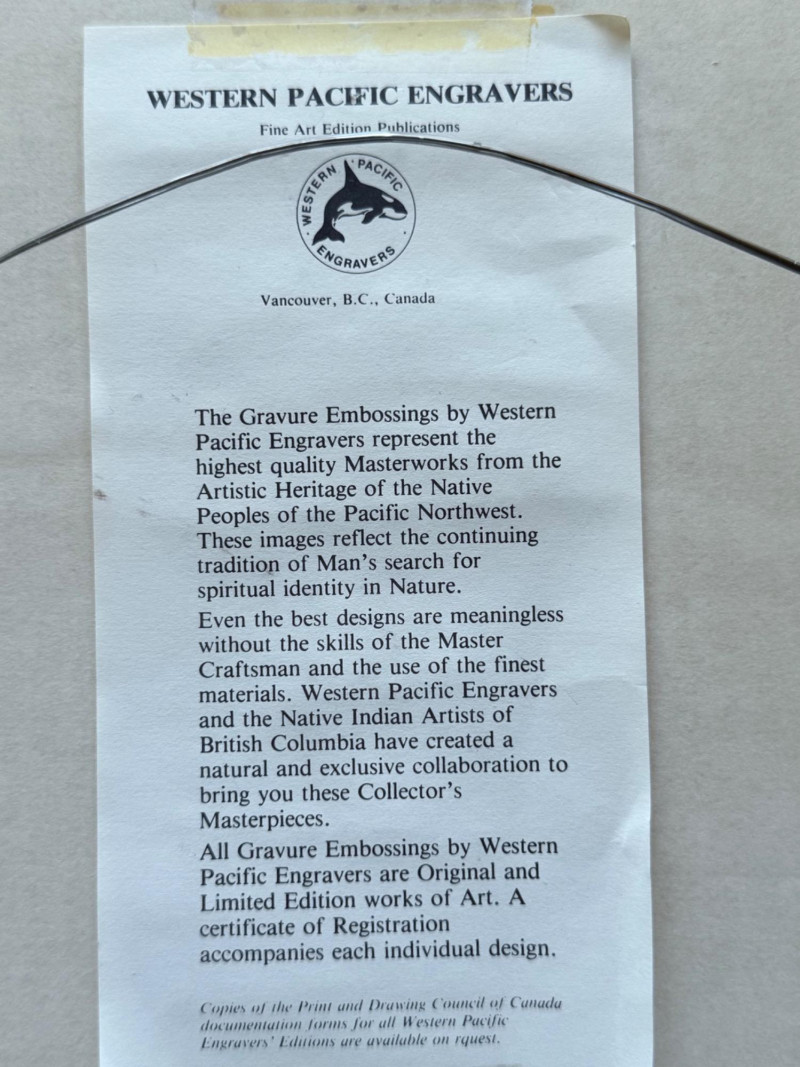 WESTERN PACIFIC ENGRAVERS
Fine Art Edition Publications
WESTERN PACIFIC
ENGRAVERS
Vancouver, B.C., Canada
The Gravure Embossings by Western
Pacific Engravers represent the
highest quality Masterworks from the
Artistic Heritage of the Native
Peoples of the Pacific Northwest.
These images reflect the continuing
tradition of Man's search for
spiritual identity in Nature.
Even the best designs are meaningless
without the skills of the Master
Craftsman and the use of the finest
materials. Western Pacific Engravers
and the Native Indian Artists of
British Columbia have created a
natural and exclusive collaboration to
bring you these Collector's
Masterpieces.
All Gravure Embossings by Western
Pacific Engravers are Original and
Limited Edition works of Art. A
certificate of Registration
accompanies each individual design.
Copies of the Print and Drawing Council of Canada
documentation forms for all Western Pacific
Engravers' Editions are available on rquest.